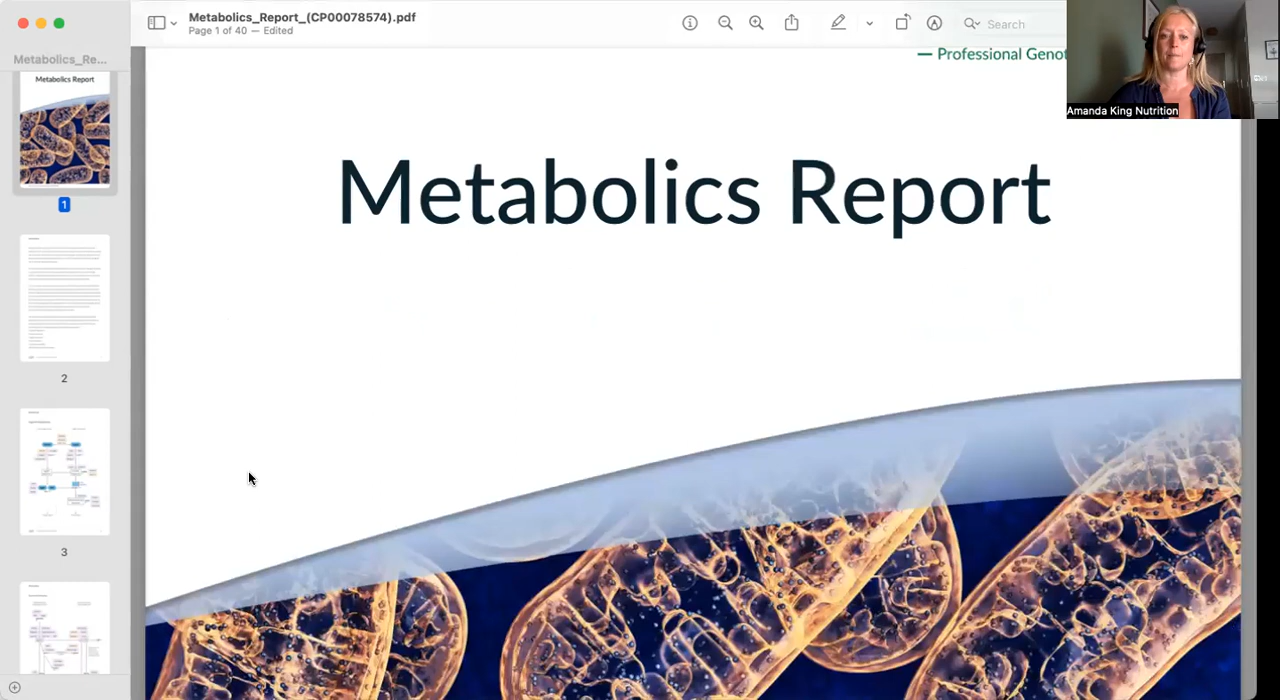 Metabolics_Report_(CP00078574).pdf
Page 1 of 40 — Edited
Search
Metabolics_Re...
Metabolics Report
1
2
3
— Professional Genot
Amanda King Nutrition
Metabolics Report